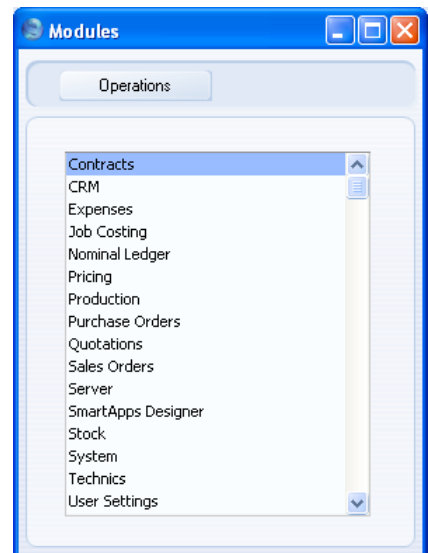 Modules
Operations
Contracts
CRM
Expenses
Job Costing
Nominal Ledger
Pricing
Production
Purchase Orders
Quotations
Sales Orders
Server
SmartApps Designer
Stock
System
Technics
User Settings